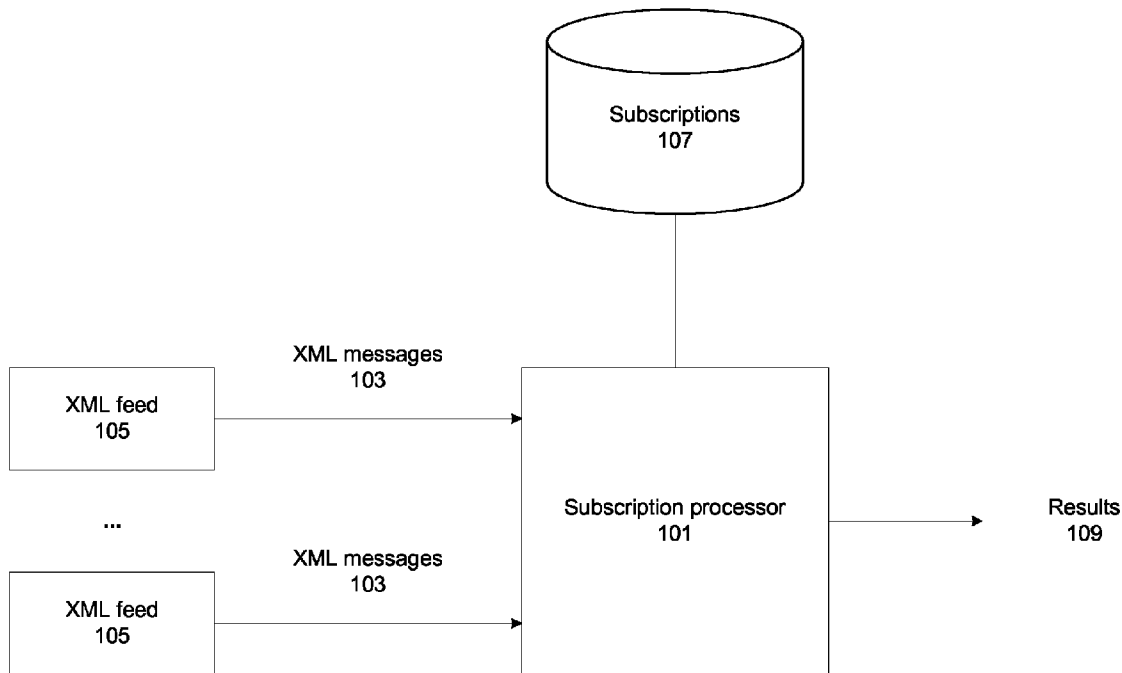 Subscriptions
107
XML messages
103
XML feed
105
...
Subscription processor
101
Results
109
XML messages
103
XML feed
105